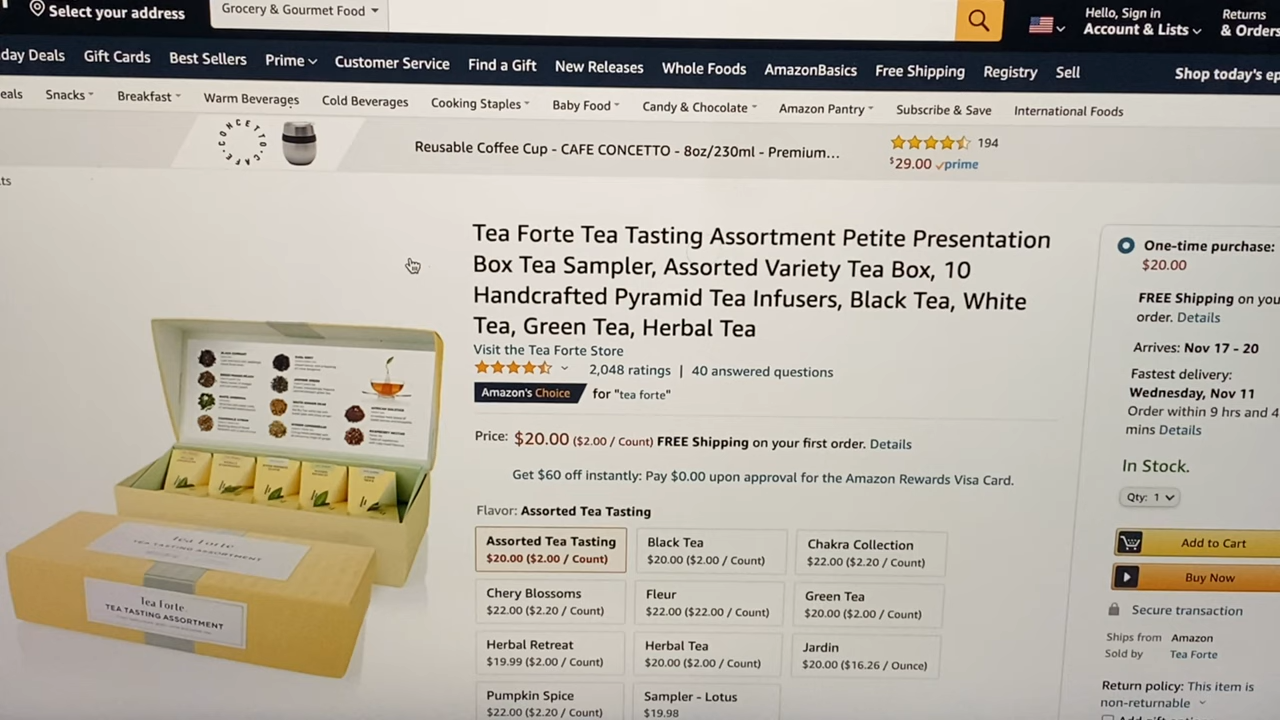 Select your address
Grocery & Gourmet Food
Hello, Sign in
Account & Lists
Returns
& Orders
day Deals Gift Cards Best Sellers Prime Customer Service Find a Gift New Releases Whole Foods AmazonBasics Free Shipping Registry Sell Shop today's ep
eals Snacks Breakfast Warm Beverages Cold Beverages Cooking Staples Baby Food Candy & Chocolate Amazon Pantry Subscribe & Save International Foods
CONCETTO CAFE
Reusable Coffee Cup - CAFE CONCETTO - 8oz/230ml - Premium...
194
$29.00 prime
ts
Tea Forte Tea Tasting Assortment Petite Presentation
Box Tea Sampler, Assorted Variety Tea Box, 10
Handcrafted Pyramid Tea Infusers, Black Tea, White
Tea, Green Tea, Herbal Tea
Visit the Tea Forte Store
2,048 ratings | 40 answered questions
Amazon's Choice for "tea forte"
Price: $20.00 ($2.00 / Count) FREE Shipping on your first order. Details
Get $60 off instantly: Pay $0.00 upon approval for the Amazon Rewards Visa Card.
Flavor: Assorted Tea Tasting
Assorted Tea Tasting
$20.00 ($2.00 / Count)
Black Tea
$20.00 ($2.00 / Count)
Chakra Collection
$22.00 ($2.20 / Count)
Chery Blossoms
$22.00 ($2.20 / Count)
Fleur
$22.00 ($22.00 / Count)
Green Tea
$20.00 ($2.00 / Count)
Herbal Retreat
$19.99 ($2.00 / Count)
Herbal Tea
$20.00 ($2.00 / Count)
Jardin
$20.00 ($16.26 / Ounce)
Pumpkin Spice
$22.00 ($2.20 / Count)
Sampler - Lotus
$19.98
One-time purchase:
$20.00
FREE Shipping on you
order. Details
Arrives: Nov 17 - 20
Fastest delivery:
Wednesday, Nov 11
Order within 9 hrs and 4
mins Details
In Stock.
Qty: 1
Add to Cart
Buy Now
Secure transaction
Ships from Amazon
Sold by Tea Forte
Return policy: This item is
non-returnable
Tea Forte
TEA TASTING ASSORTMENT
Tea Forte
TEA TASTING ASSORTMENT